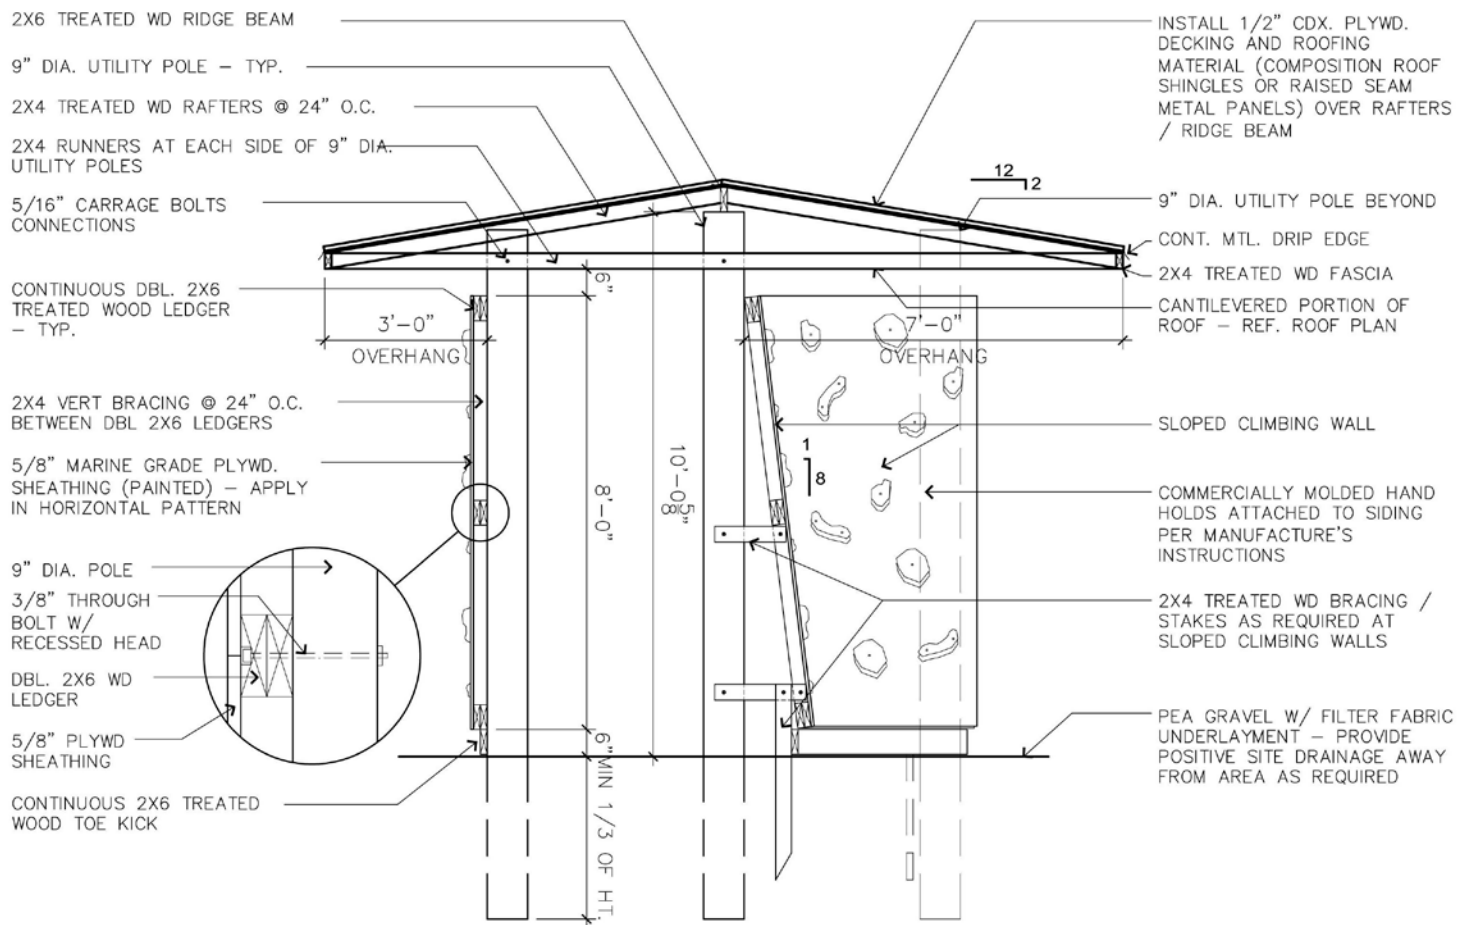 2X6 TREATED WD RIDGE BEAM
9" DIA. UTILITY POLE – TYP.
2X4 TREATED WD RAFTERS @ 24" O.C.
2X4 RUNNERS AT EACH SIDE OF 9" DIA.
UTILITY POLES
5/16" CARRAGE BOLTS
CONNECTIONS
CONTINUOUS DBL. 2X6
TREATED WOOD LEDGER
– TYP.
2X4 VERT BRACING @ 24" O.C.
BETWEEN DBL 2X6 LEDGERS
5/8" MARINE GRADE PLYWD.
SHEATHING (PAINTED) – APPLY
IN HORIZONTAL PATTERN
9" DIA. POLE
3/8" THROUGH
BOLT W/
RECESSED HEAD
DBL. 2X6 WD
LEDGER
5/8" PLYWD
SHEATHING
CONTINUOUS 2X6 TREATED
WOOD TOE KICK
3'-0"
OVERHANG
6"
8'-0"
6"
MIN 1/3 OF HT.
10'-0 5/8"
7'-0"
OVERHANG
1
8
12
2
INSTALL 1/2" CDX. PLYWD.
DECKING AND ROOFING
MATERIAL (COMPOSITION ROOF
SHINGLES OR RAISED SEAM
METAL PANELS) OVER RAFTERS
/ RIDGE BEAM
9" DIA. UTILITY POLE BEYOND
CONT. MTL. DRIP EDGE
2X4 TREATED WD FASCIA
CANTILEVERED PORTION OF
ROOF – REF. ROOF PLAN
SLOPED CLIMBING WALL
COMMERCIALLY MOLDED HAND
HOLDS ATTACHED TO SIDING
PER MANUFACTURE'S
INSTRUCTIONS
2X4 TREATED WD BRACING /
STAKES AS REQUIRED AT
SLOPED CLIMBING WALLS
PEA GRAVEL W/ FILTER FABRIC
UNDERLAYMENT – PROVIDE
POSITIVE SITE DRAINAGE AWAY
FROM AREA AS REQUIRED